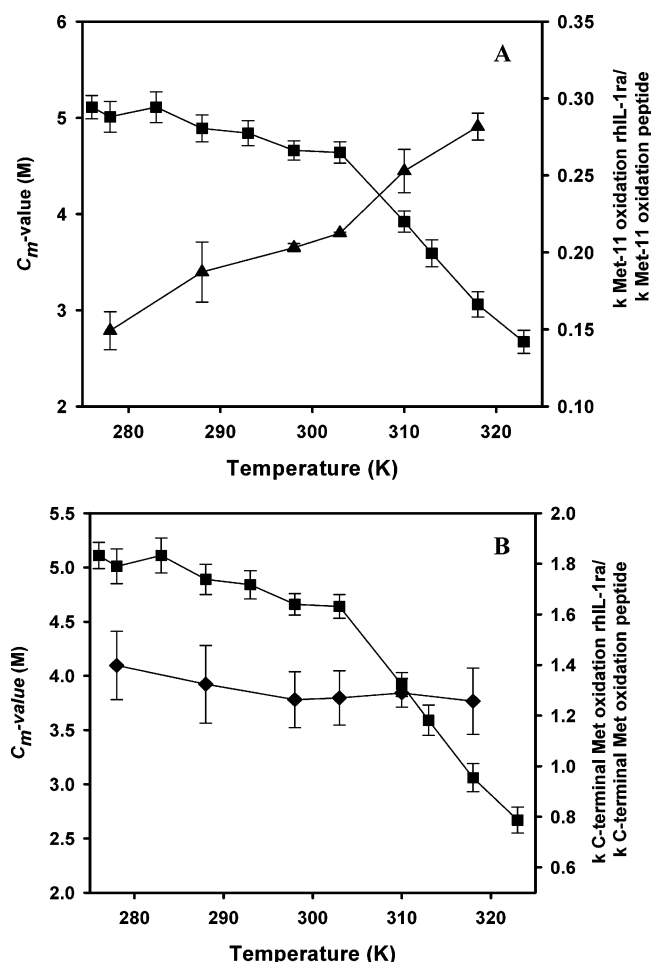 A
6
5
4
3
2
C_m-value (M)
0.35
0.30
0.25
0.20
0.15
0.10
k Met-11 oxidation rhIL-1ra/
k Met-11 oxidation peptide
280 290 300 310 320
Temperature (K)
B
5.5
5.0
4.5
4.0
3.5
3.0
2.5
2.0
C_m-value (M)
2.0
1.8
1.6
1.4
1.2
1.0
0.8
0.6
k C-terminal Met oxidation rhIL-1ra/
k C-terminal Met oxidation peptide
280 290 300 310 320
Temperature (K)